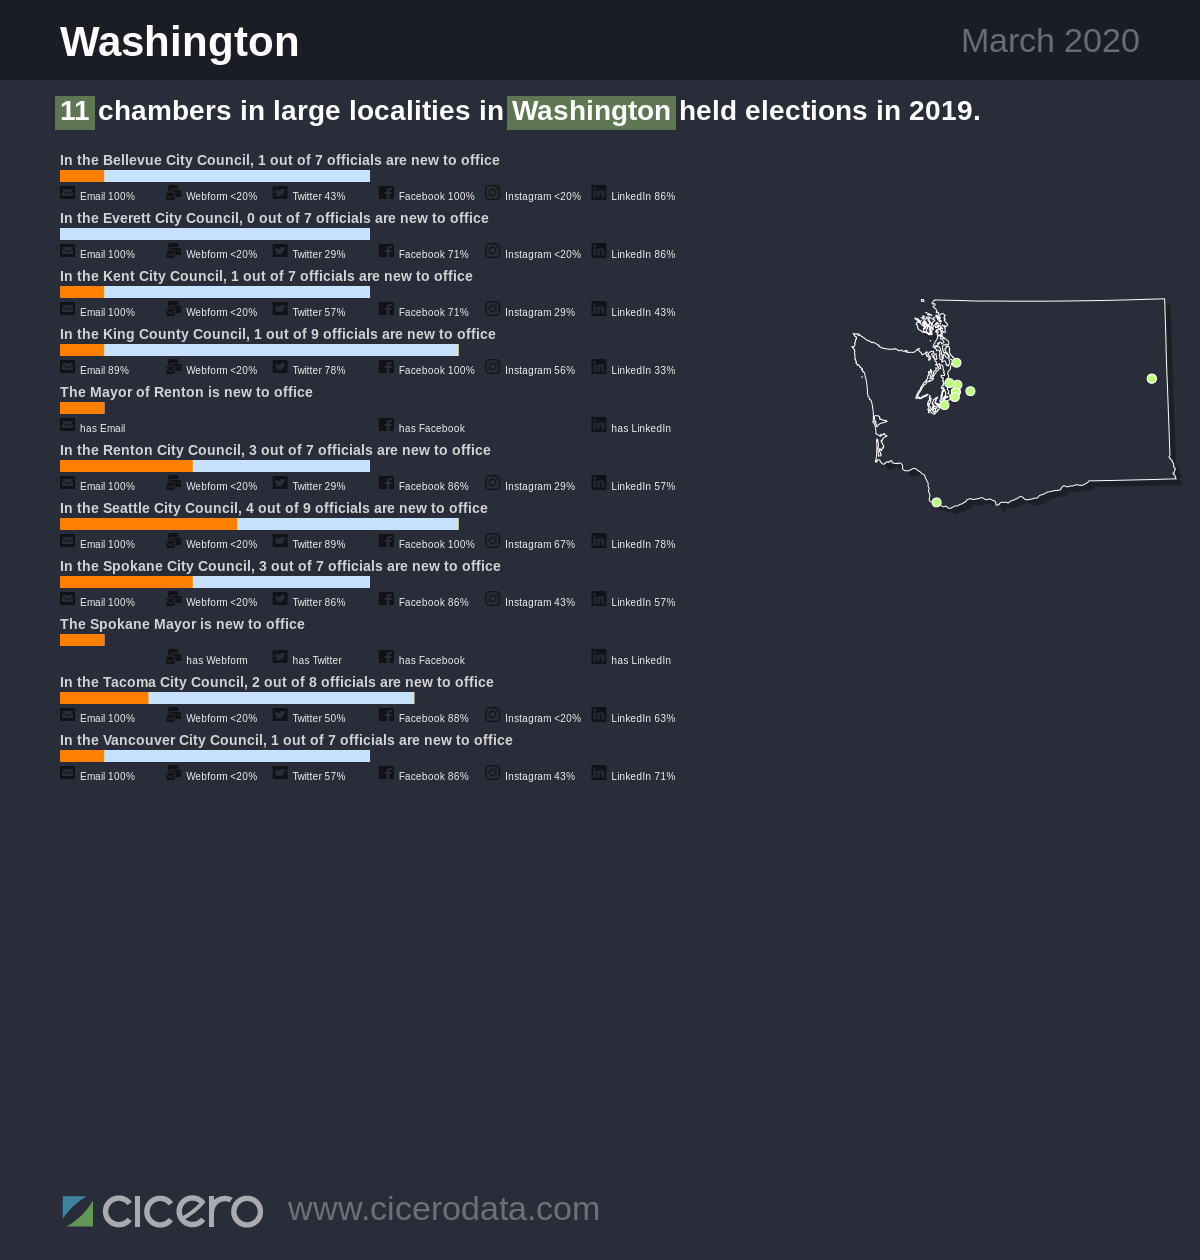 Washington
March 2020
11 chambers in large localities in Washington held elections in 2019.
In the Bellevue City Council, 1 out of 7 officials are new to office
Email 100% Webform <20% Twitter 43% Facebook 100% Instagram <20% LinkedIn 86%
In the Everett City Council, 0 out of 7 officials are new to office
Email 100% Webform <20% Twitter 29% Facebook 71% Instagram <20% LinkedIn 86%
In the Kent City Council, 1 out of 7 officials are new to office
Email 100% Webform <20% Twitter 57% Facebook 71% Instagram 29% LinkedIn 43%
In the King County Council, 1 out of 9 officials are new to office
Email 89% Webform <20% Twitter 78% Facebook 100% Instagram 56% LinkedIn 33%
The Mayor of Renton is new to office
has Email has Facebook has LinkedIn
In the Renton City Council, 3 out of 7 officials are new to office
Email 100% Webform <20% Twitter 29% Facebook 86% Instagram 29% LinkedIn 57%
In the Seattle City Council, 4 out of 9 officials are new to office
Email 100% Webform <20% Twitter 89% Facebook 100% Instagram 67% LinkedIn 78%
In the Spokane City Council, 3 out of 7 officials are new to office
Email 100% Webform <20% Twitter 86% Facebook 86% Instagram 43% LinkedIn 57%
The Spokane Mayor is new to office
has Webform has Twitter has Facebook has LinkedIn
In the Tacoma City Council, 2 out of 8 officials are new to office
Email 100% Webform <20% Twitter 50% Facebook 88% Instagram <20% LinkedIn 63%
In the Vancouver City Council, 1 out of 7 officials are new to office
Email 100% Webform <20% Twitter 57% Facebook 86% Instagram 43% LinkedIn 71%
cicero www.cicerodata.com